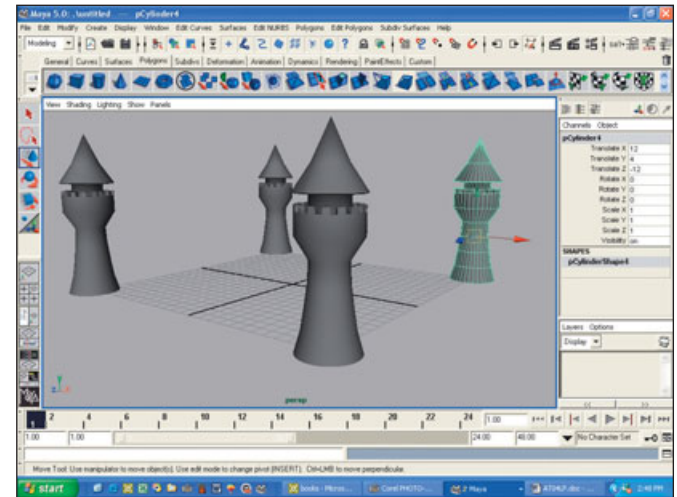 Maya 5.0: .\untitled --- pCylinder4
File Edit Modify Create Display Window Edit Curves Surfaces Edit NURBS Polygons Edit Polygons Subdiv Surfaces Help
Modeling
General Curves Surfaces Polygons Subdivs Deformation Animation Dynamics Rendering PaintEffects Custom
View Shading Lighting Show Panels
Channels Object
pCylinder4
Translate X 12
Translate Y 4
Translate Z -12
Rotate X 0
Rotate Y 0
Rotate Z 0
Scale X 1
Scale Y 1
Scale Z 1
Visibility on
SHAPES
pCylinderShape4
Layers Options
Display
persp
1 2 4 6 8 10 12 14 16 18 20 22 24 1.00
1.00 1.00 24.00 48.00 No Character Set
Move Tool: Use manipulator to move object(s). Use edit mode to change pivot (INSERT). Ctrl+LMB to move perpendicular.
start books - Micros... Corel PHOTO-... 2 Maya 2:46 PM